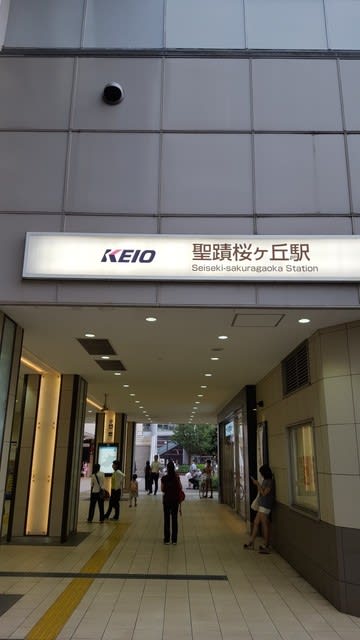 KEIO
聖蹟桜ヶ丘駅
Seiseki-sakuragaoka Station